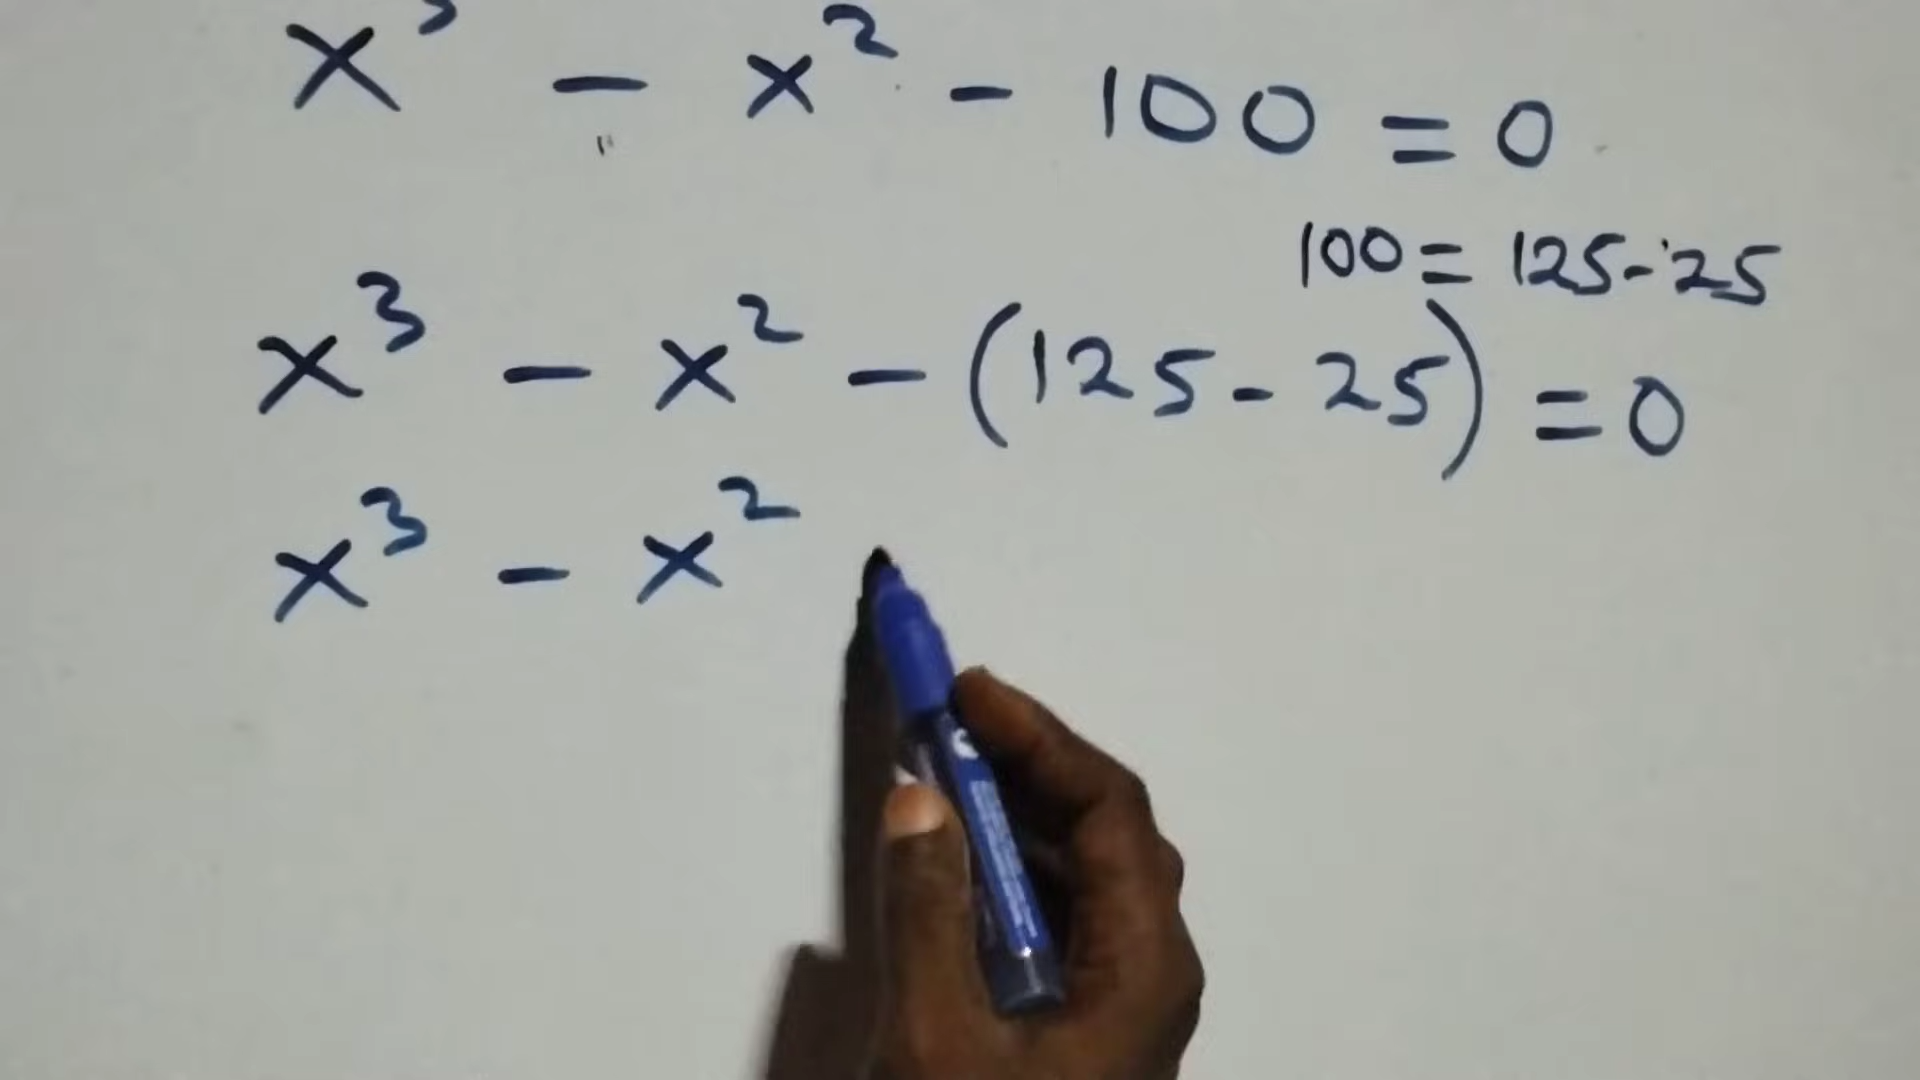 x³ - x² - 100 = 0
100 = 125 - 25
x³ - x² - (125 - 25) = 0
x³ - x²